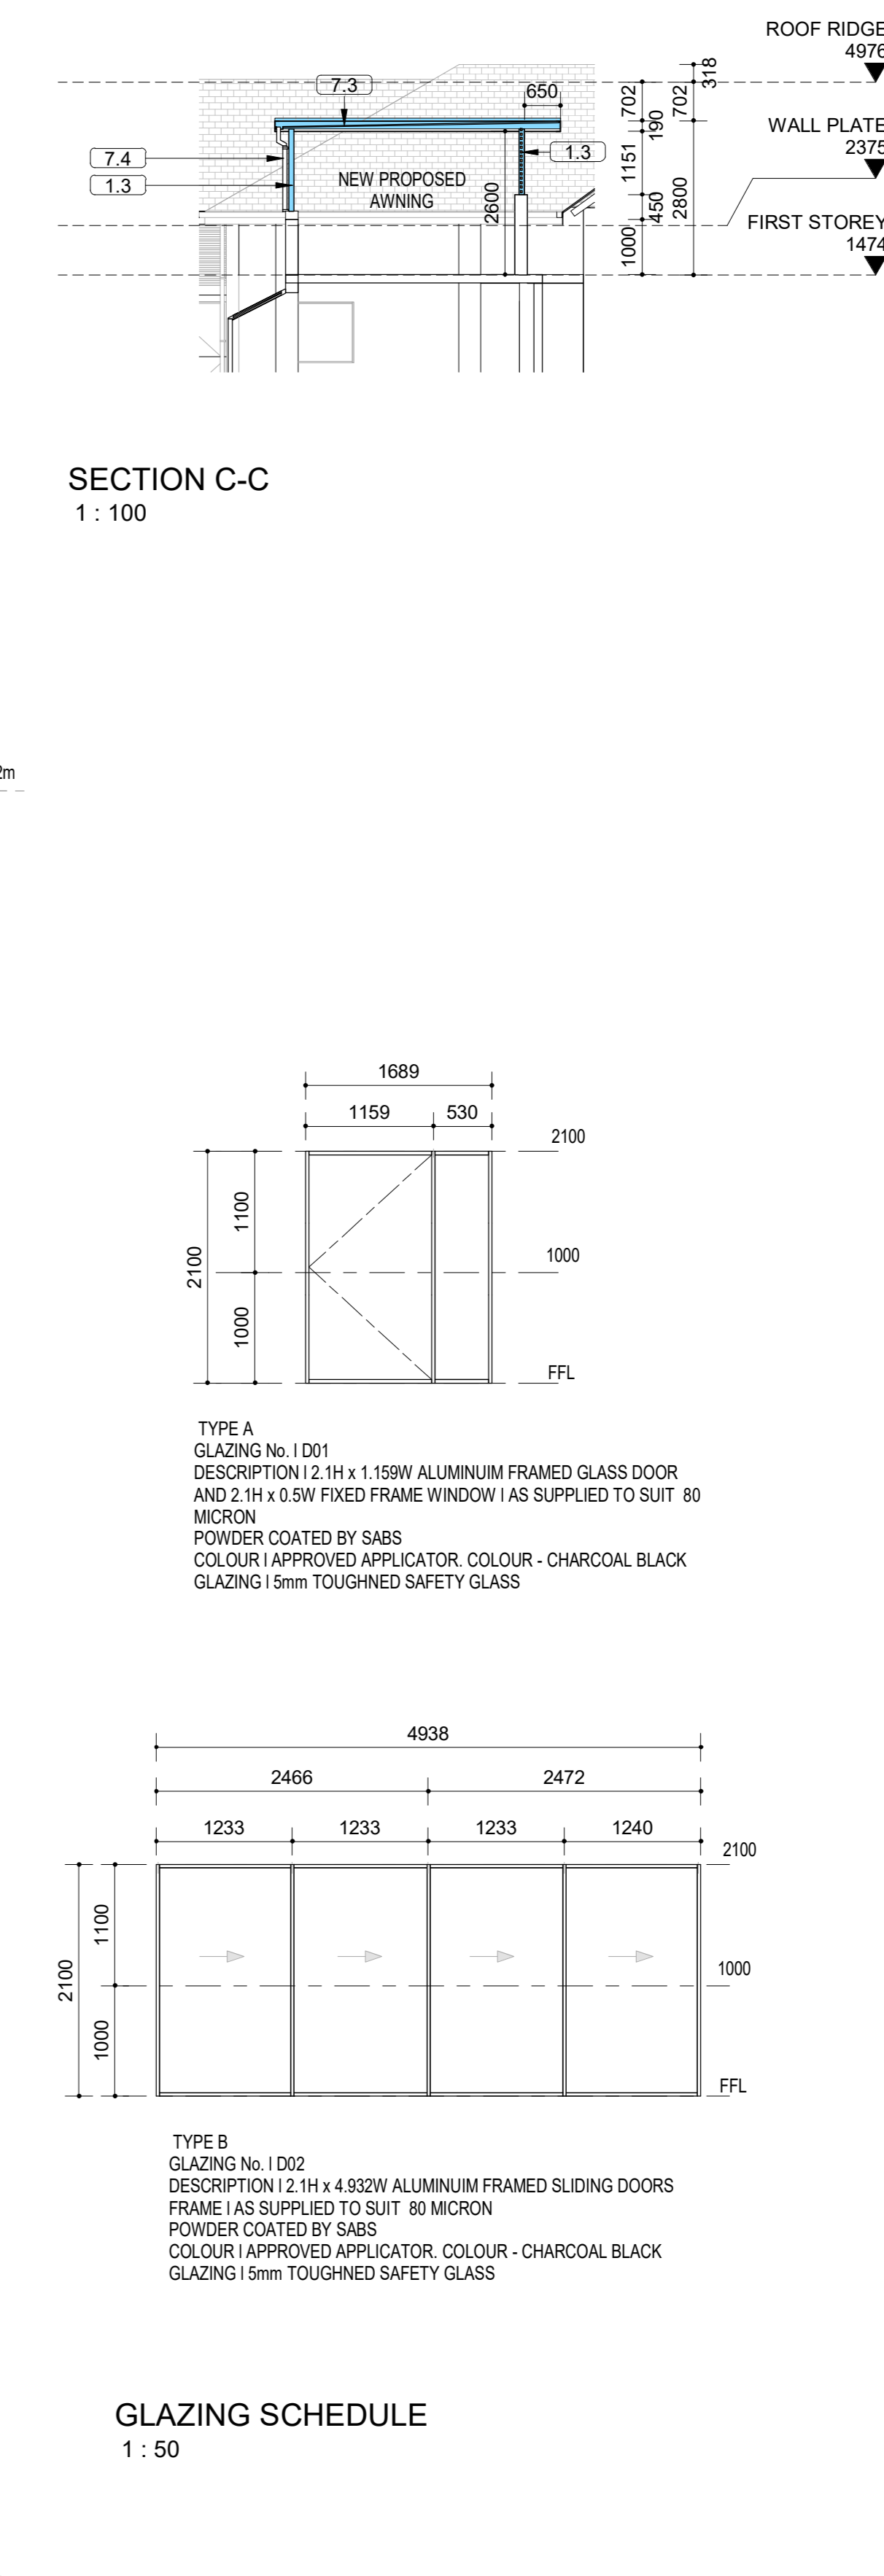 ROOF RIDGE
4976
318
7.3
650
702
702
190
WALL PLATE
2375
7.4
1.3
1.3
1151
NEW PROPOSED
AWNING
2600
450
2800
FIRST STOREY
1474
1000
SECTION C-C
1 : 100
2m
1689
1159
530
2100
1100
2100
1000
1000
FFL
TYPE A
GLAZING No. I D01
DESCRIPTION I 2.1H x 1.159W ALUMINUIM FRAMED GLASS DOOR
AND 2.1H x 0.5W FIXED FRAME WINDOW I AS SUPPLIED TO SUIT 80
MICRON
POWDER COATED BY SABS
COLOUR I APPROVED APPLICATOR. COLOUR - CHARCOAL BLACK
GLAZING I 5mm TOUGHNED SAFETY GLASS
4938
2466
2472
1233
1233
1233
1240
2100
1100
2100
1000
1000
FFL
TYPE B
GLAZING No. I D02
DESCRIPTION I 2.1H x 4.932W ALUMINUIM FRAMED SLIDING DOORS
FRAME I AS SUPPLIED TO SUIT 80 MICRON
POWDER COATED BY SABS
COLOUR I APPROVED APPLICATOR. COLOUR - CHARCOAL BLACK
GLAZING I 5mm TOUGHNED SAFETY GLASS
GLAZING SCHEDULE
1 : 50